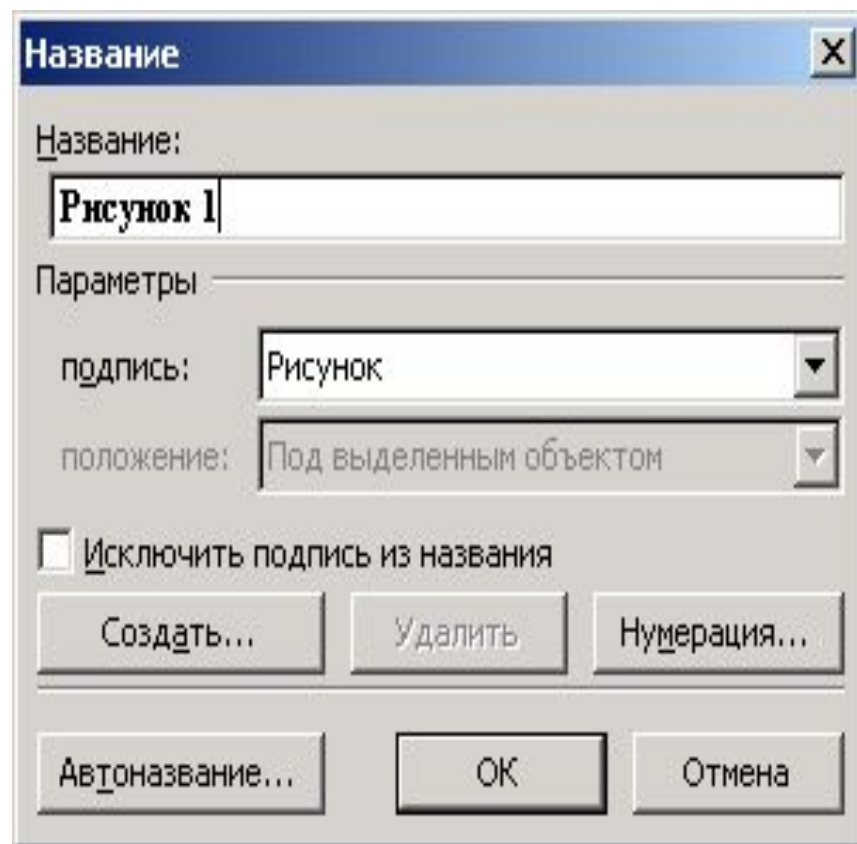 Название
Название:
Рисунок 1
Параметры
подпись: Рисунок
положение: Под выделенным объектом
Исключить подпись из названия
Создать... Удалить Нумерация...
Автоназвание... ОК Отмена